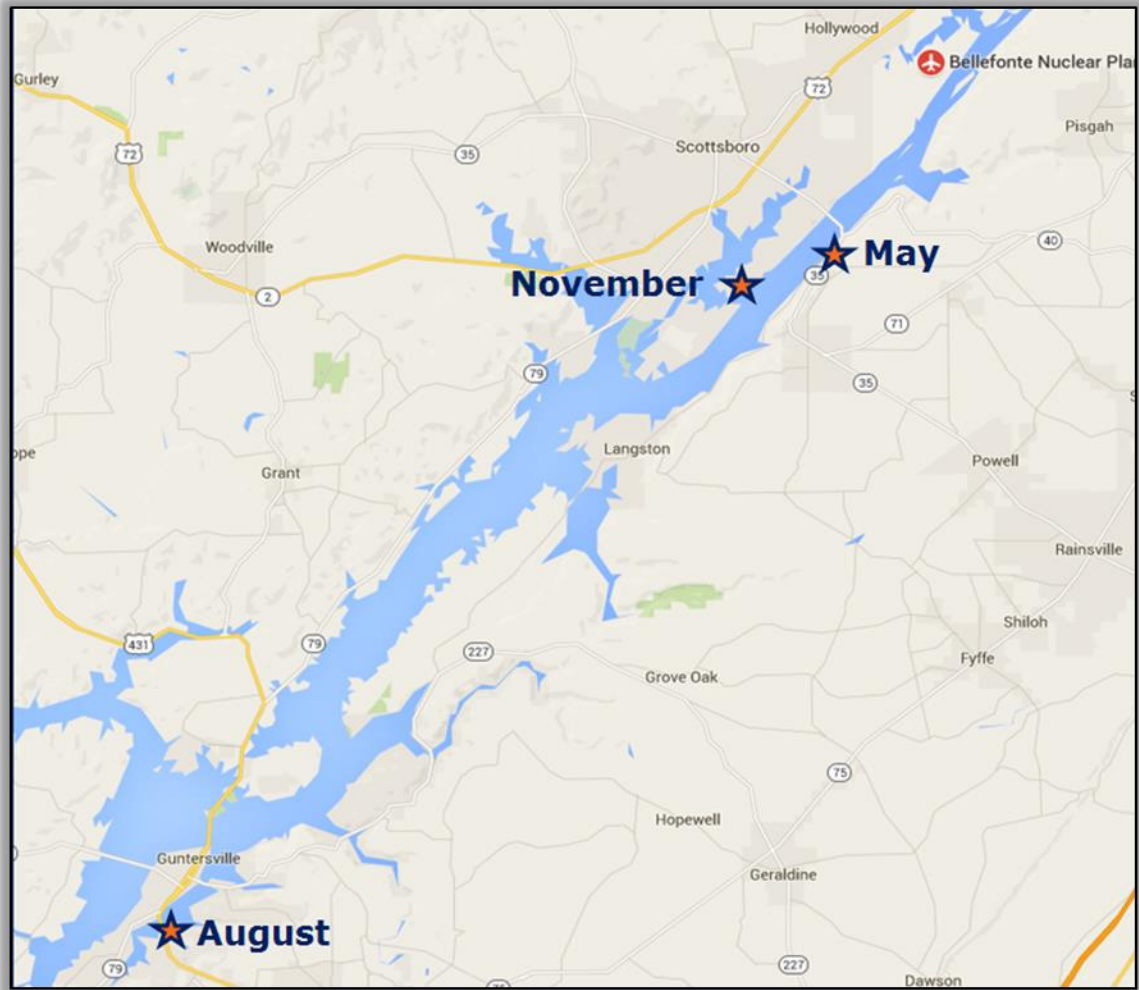 Hollywood
Bellefonte Nuclear Pla
Gurley
72
Pisgah
72
35
Scottsboro
Woodville
40
May
November
35
2
71
79
35
Langston
Powell
Grant
ope
Rainsville
Shiloh
431
79
227
Fyffe
Grove Oak
75
Hopewell
Guntersville
Geraldine
August
79
227
Dawson